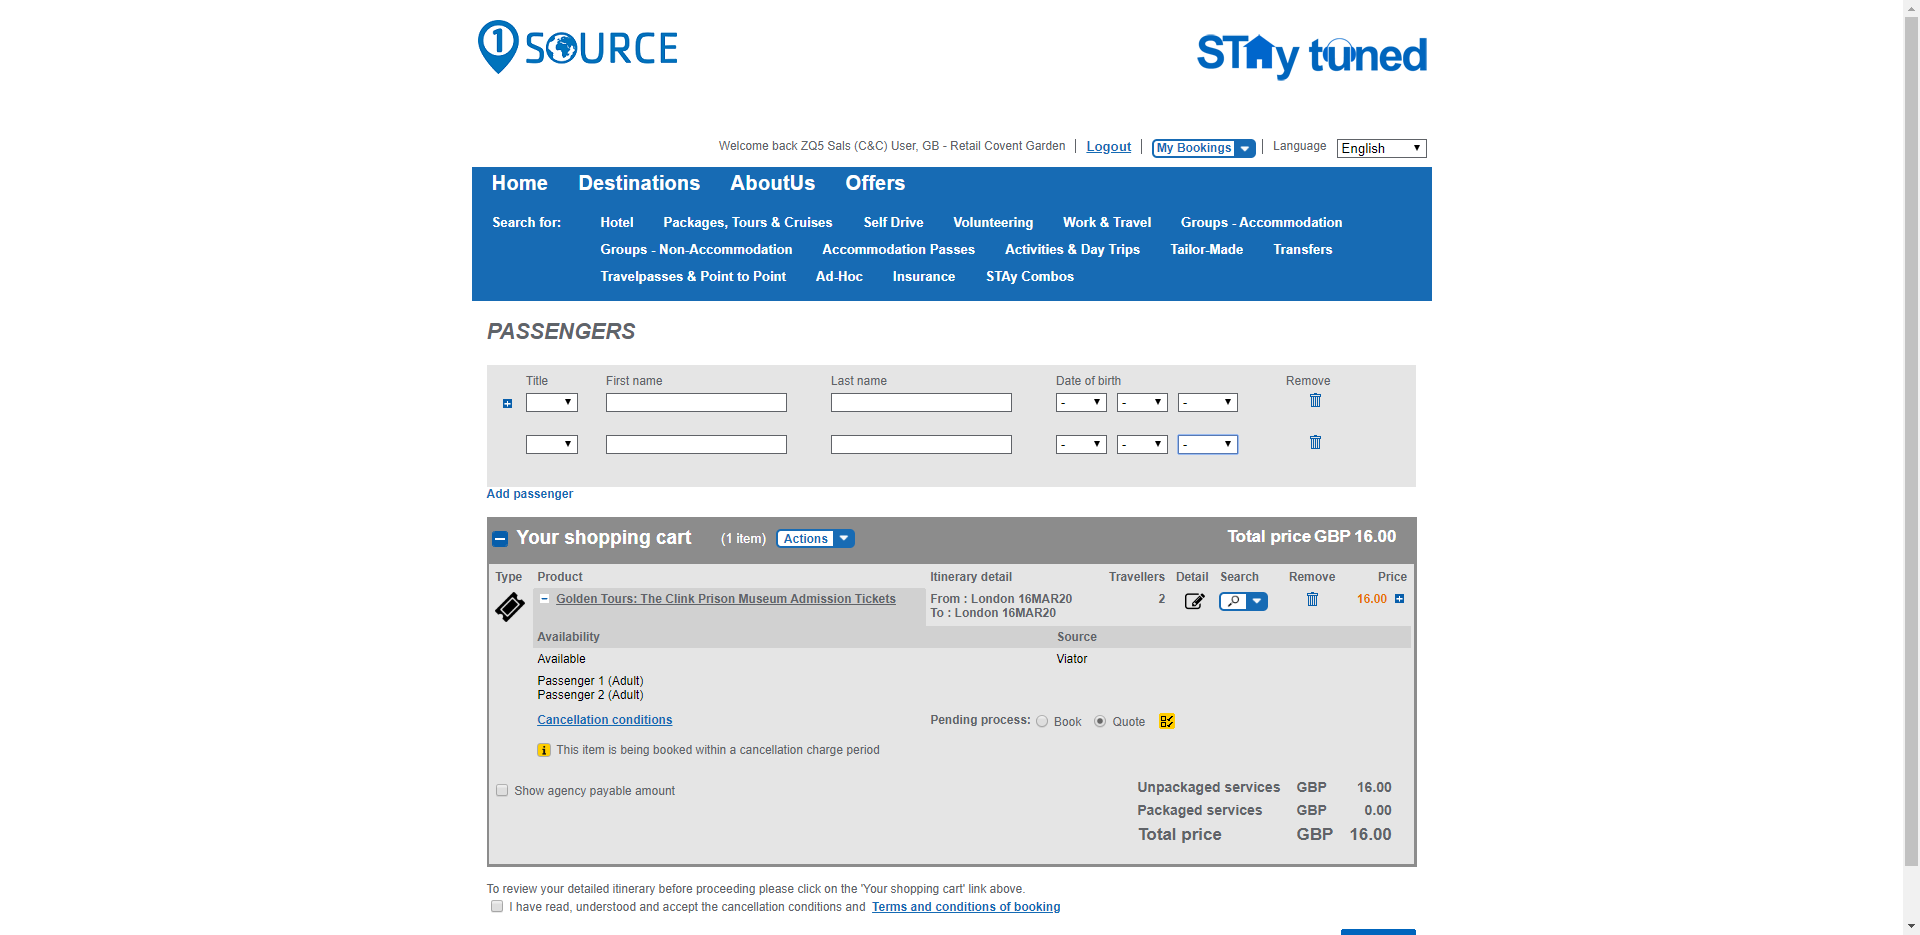 1 SOURCE
STAy tuned
Welcome back ZQ5 Sals (C&C) User, GB - Retail Covent Garden Logout My Bookings Language English
Home Destinations AboutUs Offers
Search for: Hotel Packages, Tours & Cruises Self Drive Volunteering Work & Travel Groups - Accommodation
Groups - Non-Accommodation Accommodation Passes Activities & Day Trips Tailor-Made Transfers
Travelpasses & Point to Point Ad-Hoc Insurance STAy Combos
PASSENGERS
Title First name Last name Date of birth Remove
- - -
- - -
Add passenger
Your shopping cart (1 item) Actions Total price GBP 16.00
Type Product Itinerary detail Travellers Detail Search Remove Price
Golden Tours: The Clink Prison Museum Admission Tickets From : London 16MAR20 2 16.00
To : London 16MAR20
Availability Source
Available Viator
Passenger 1 (Adult)
Passenger 2 (Adult)
Cancellation conditions Pending process: Book Quote
This item is being booked within a cancellation charge period
Show agency payable amount Unpackaged services GBP 16.00
Packaged services GBP 0.00
Total price GBP 16.00
To review your detailed itinerary before proceeding please click on the 'Your shopping cart' link above.
I have read, understood and accept the cancellation conditions and Terms and conditions of booking